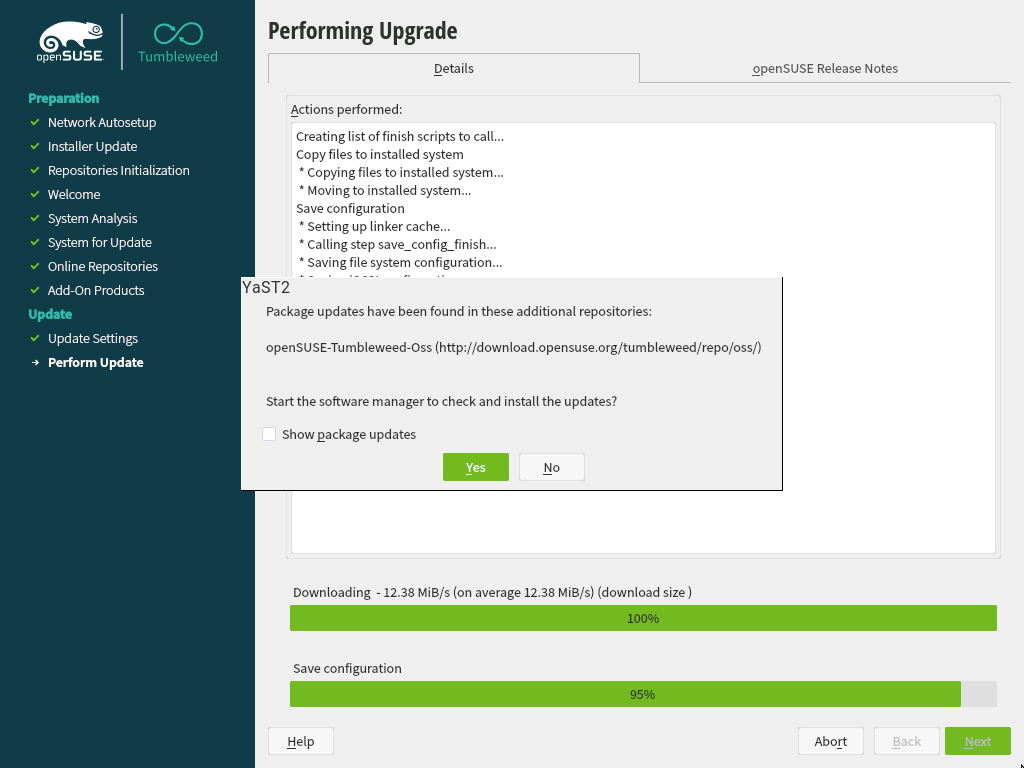 openSUSE
Tumbleweed
Performing Upgrade
Preparation
Network Autosetup
Installer Update
Repositories Initialization
Welcome
System Analysis
System for Update
Online Repositories
Add-On Products
Update
Update Settings
Perform Update
Details
openSUSE Release Notes
Actions performed:
Creating list of finish scripts to call...
Copy files to installed system
* Copying files to installed system...
* Moving to installed system...
Save configuration
* Setting up linker cache...
* Calling step save_config_finish...
* Saving file system configuration...
YaST2
Package updates have been found in these additional repositories:
openSUSE-Tumbleweed-Oss (http://download.opensuse.org/tumbleweed/repo/oss/)
Start the software manager to check and install the updates?
Show package updates
Yes
No
Downloading - 12.38 MiB/s (on average 12.38 MiB/s) (download size )
100%
Save configuration
95%
Help
Abort
Back
Next